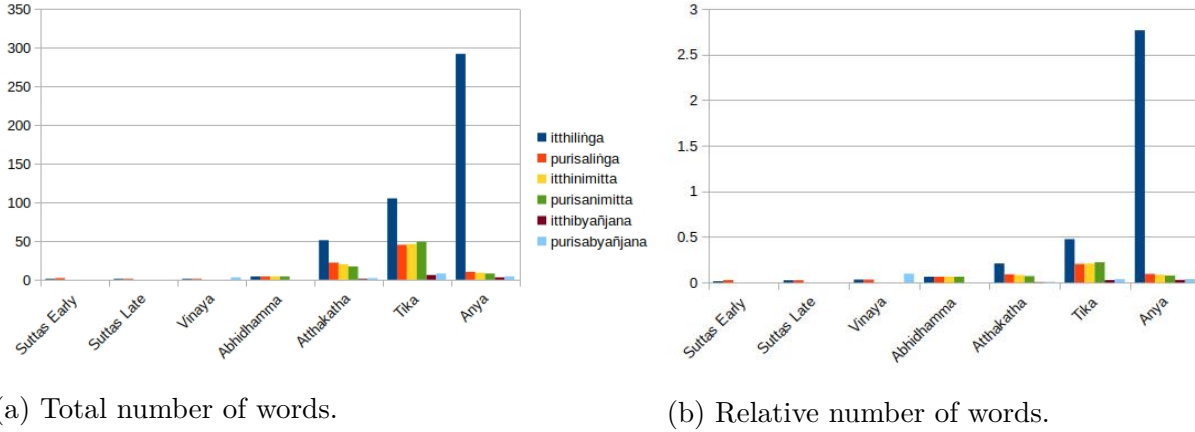 350
300
250
200
150
100
50
0
Suttas Early
Suttas Late
Vinaya
Abhidhamma
Atthakatha
Tika
Anya
itthiliṅga
purisaliṅga
itthinimitta
purisanimitta
itthibyañjana
purisabyañjana
3
2.5
2
1.5
1
0.5
0
Suttas Early
Suttas Late
Vinaya
Abhidhamma
Atthakatha
Tika
Anya
a) Total number of words.
(b) Relative number of words.